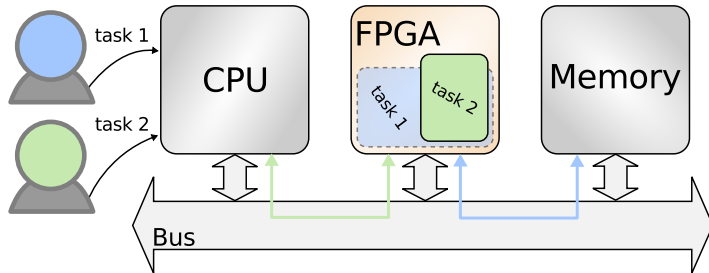 task 1
task 2
CPU
FPGA
task 1
task 2
Memory
Bus